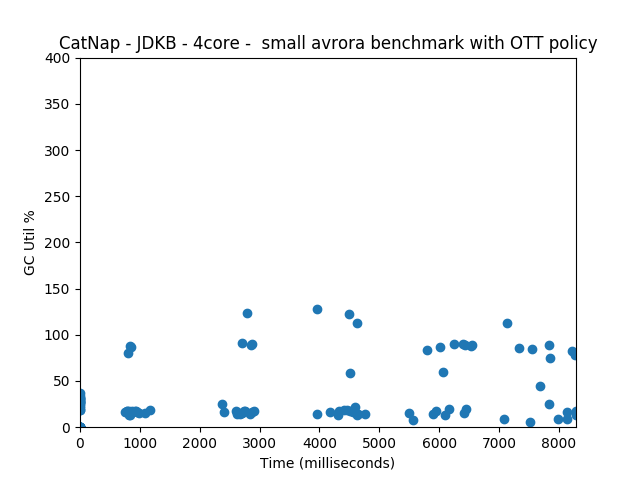 CatNap - JDKB - 4core -  small avrora benchmark with OTT policy
400
350
300
250
200
150
100
50
0
GC Util %
0 1000 2000 3000 4000 5000 6000 7000 8000
Time (milliseconds)